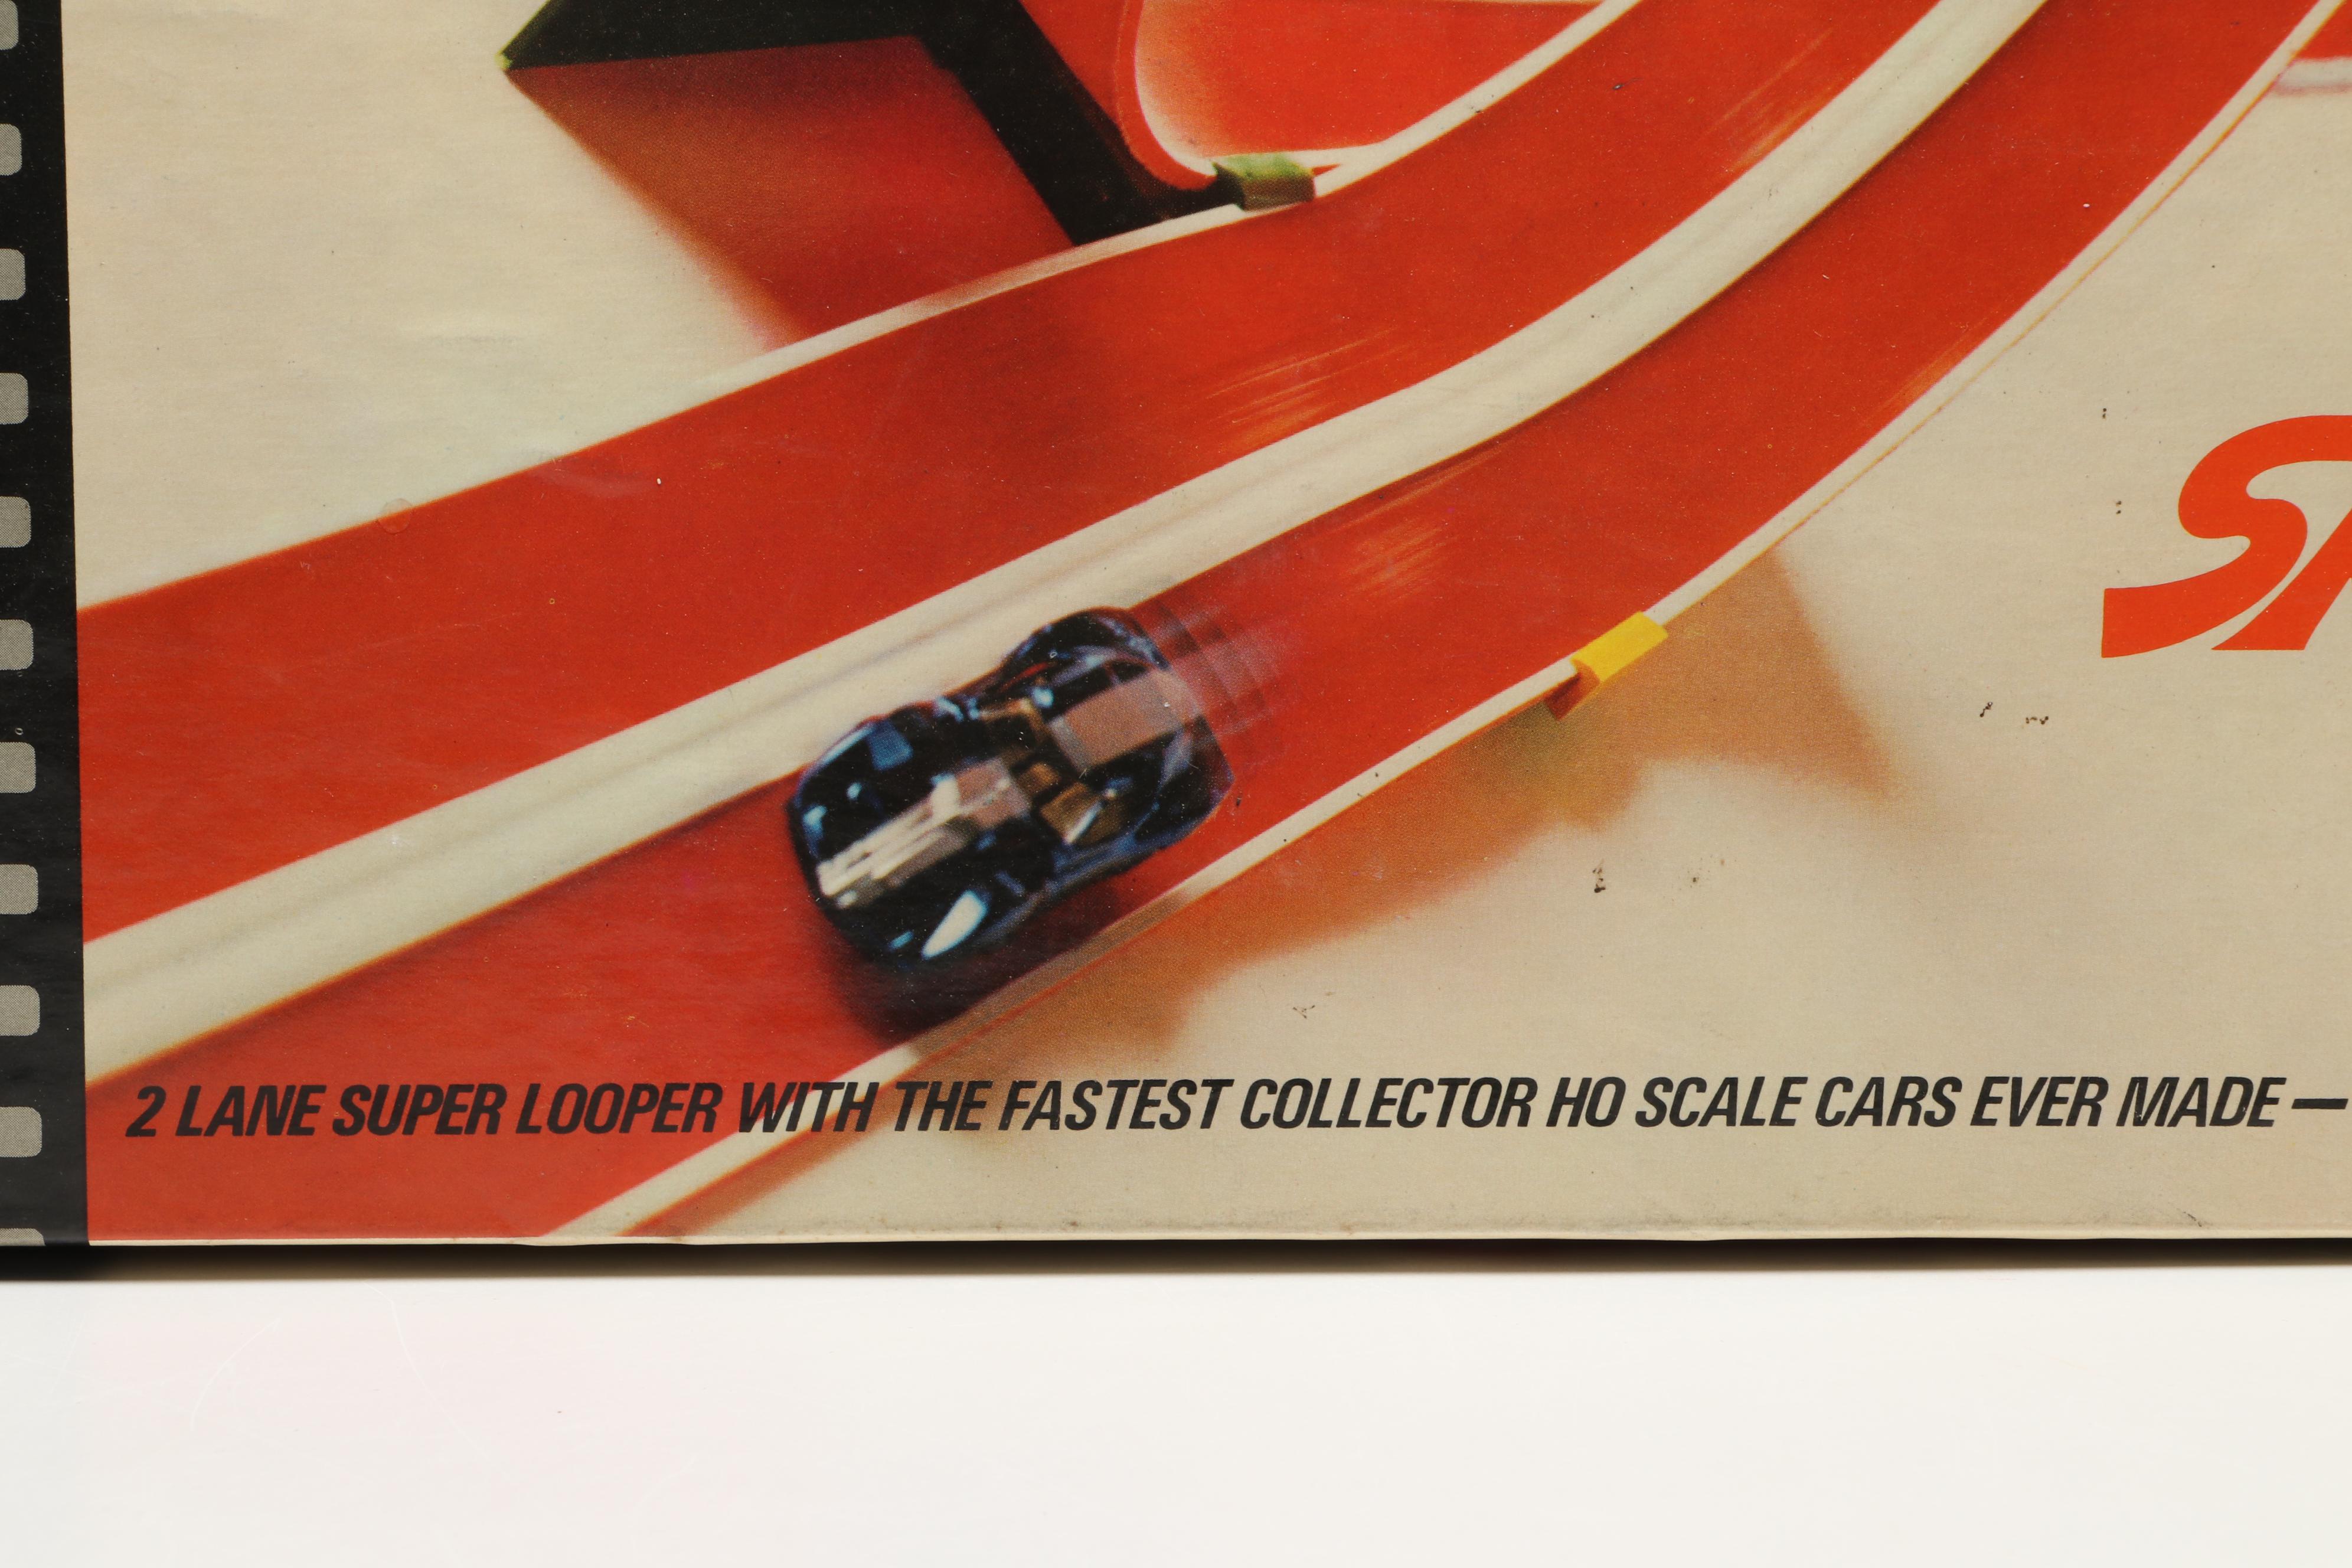 2 LANE SUPER LOOPER WITH THE FASTEST COLLECTOR HO SCALE CARS EVER MADE —